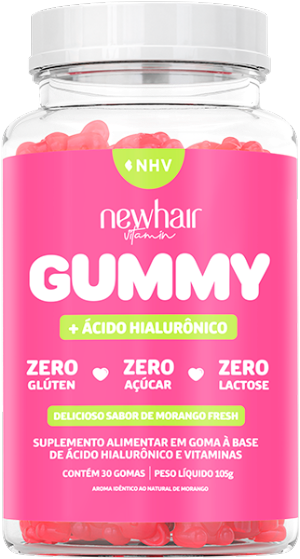 NHV
newhair
vitamin
GUMMY
+ ÁCIDO HIALURÔNICO
ZERO ZERO ZERO
GLÚTEN AÇÚCAR LACTOSE
DELICIOSO SABOR DE MORANGO FRESH
SUPLEMENTO ALIMENTAR EM GOMA À BASE
DE ÁCIDO HIALURÔNICO E VITAMINAS
CONTÊM 30 GOMAS | PESO LÍQUIDO 105g
AROMA IDÊNTICO AO NATURAL DE MORANGO